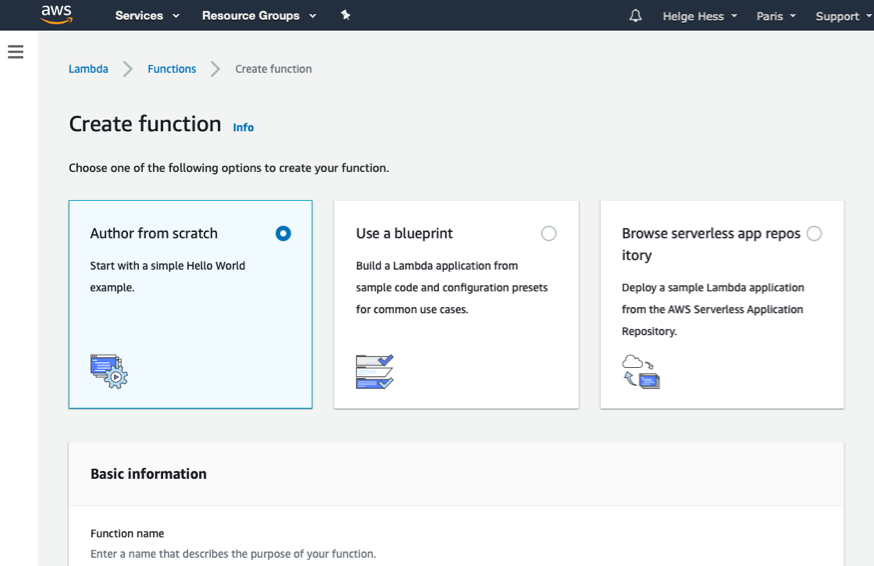 aws Services Resource Groups Helge Hess Paris Support
Lambda Functions Create function
Create function Info
Choose one of the following options to create your function.
Author from scratch
Start with a simple Hello World
example.
Use a blueprint
Build a Lambda application from
sample code and configuration presets
for common use cases.
Browse serverless app repos
itory
Deploy a sample Lambda application
from the AWS Serverless Application
Repository.
Basic information
Function name
Enter a name that describes the purpose of your function.